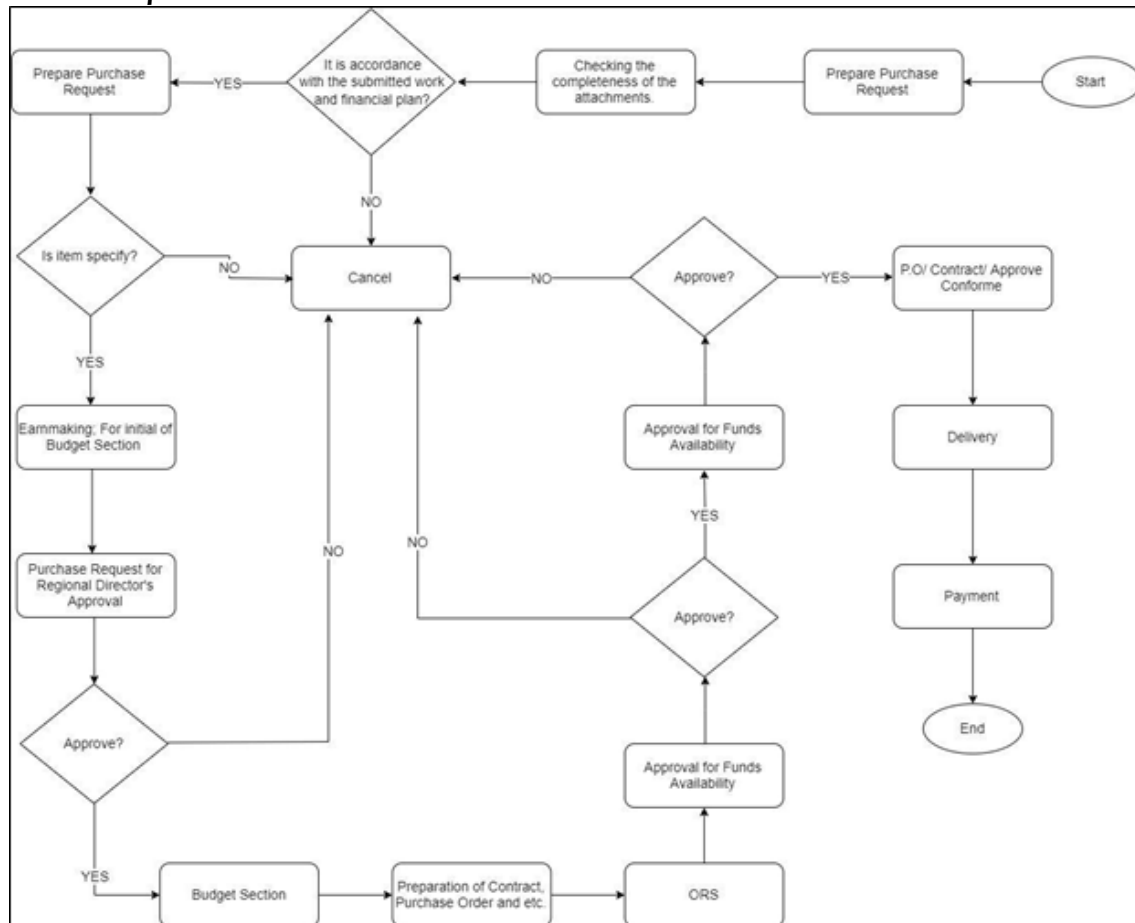 Prepare Purchase
Request
YES
It is accordance
with the submitted work
and financial plan?
Checking the
completeness of the
attachments.
Prepare Purchase
Request
Start
NO
Is item specify?
NO
Cancel
NO
Approve?
YES
P.O/ Contract/ Approve
Conforme
YES
Earnmaking; For initial of
Budget Section
Approval for Funds
Availability
Delivery
YES
NO
NO
Purchase Request for
Regional Director's
Approval
Approve?
Payment
Approve?
End
Approval for Funds
Availability
YES
Budget Section
Preparation of Contract,
Purchase Order and etc.
ORS